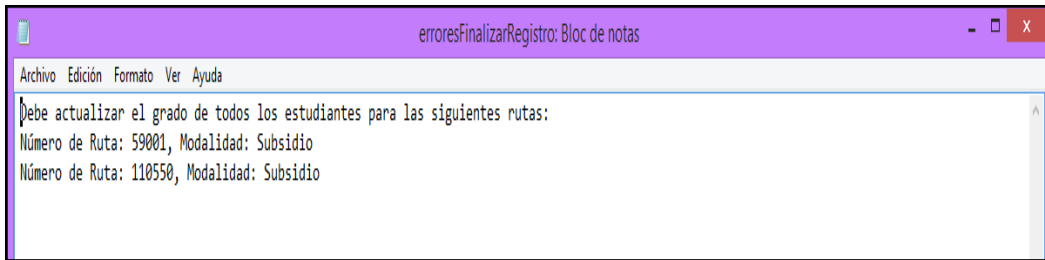 erroresFinalizarRegistro: Bloc de notas
Archivo Edición Formato Ver Ayuda
Debe actualizar el grado de todos los estudiantes para las siguientes rutas:
Número de Ruta: 59001, Modalidad: Subsidio
Número de Ruta: 110550, Modalidad: Subsidio